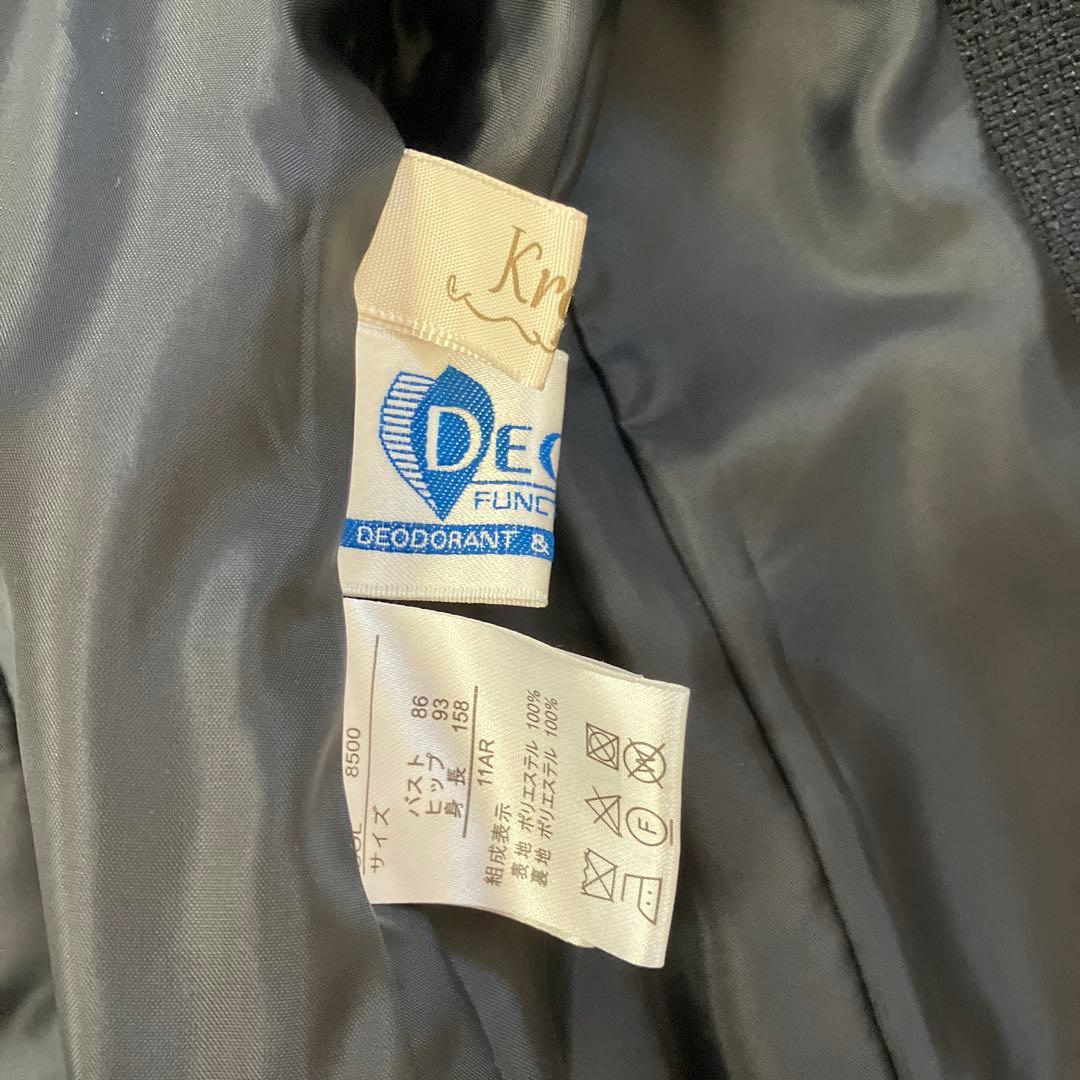 Kr
DEO
FUNCT
DEODORANT &
8500
サイズ
バスト 86
ヒップ 93
身長 158
11AR
組成表示
表地 ポリエステル 100%
裏地 ポリエステル 100%
W
F